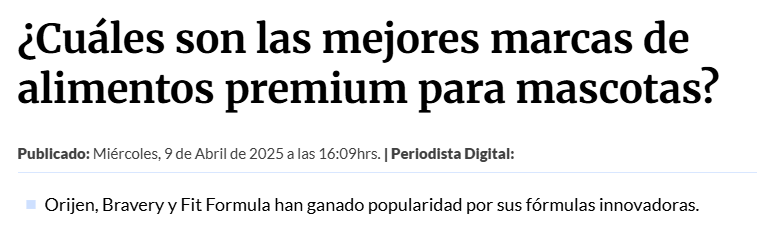 ¿Cuáles son las mejores marcas de
alimentos premium para mascotas?
Publicado: Miércoles, 9 de Abril de 2025 a las 16:09hrs. | Periodista Digital:
Orijen, Bravery y Fit Formula han ganado popularidad por sus fórmulas innovadoras.